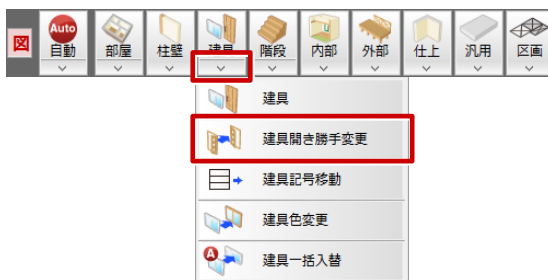 図
Auto
自動
部屋
柱壁
建具
階段
内部
外部
仕上
汎用
区画
建具
建具開き勝手変更
建具記号移動
建具色変更
A
建具一括入替